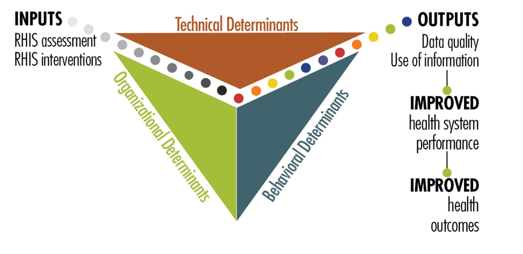 INPUTS
RHIS assessment
RHIS interventions
Technical Determinants
Organizational Determinants
Behavioral Determinants
OUTPUTS
Data quality
Use of information
IMPROVED
health system
performance
IMPROVED
health
outcomes